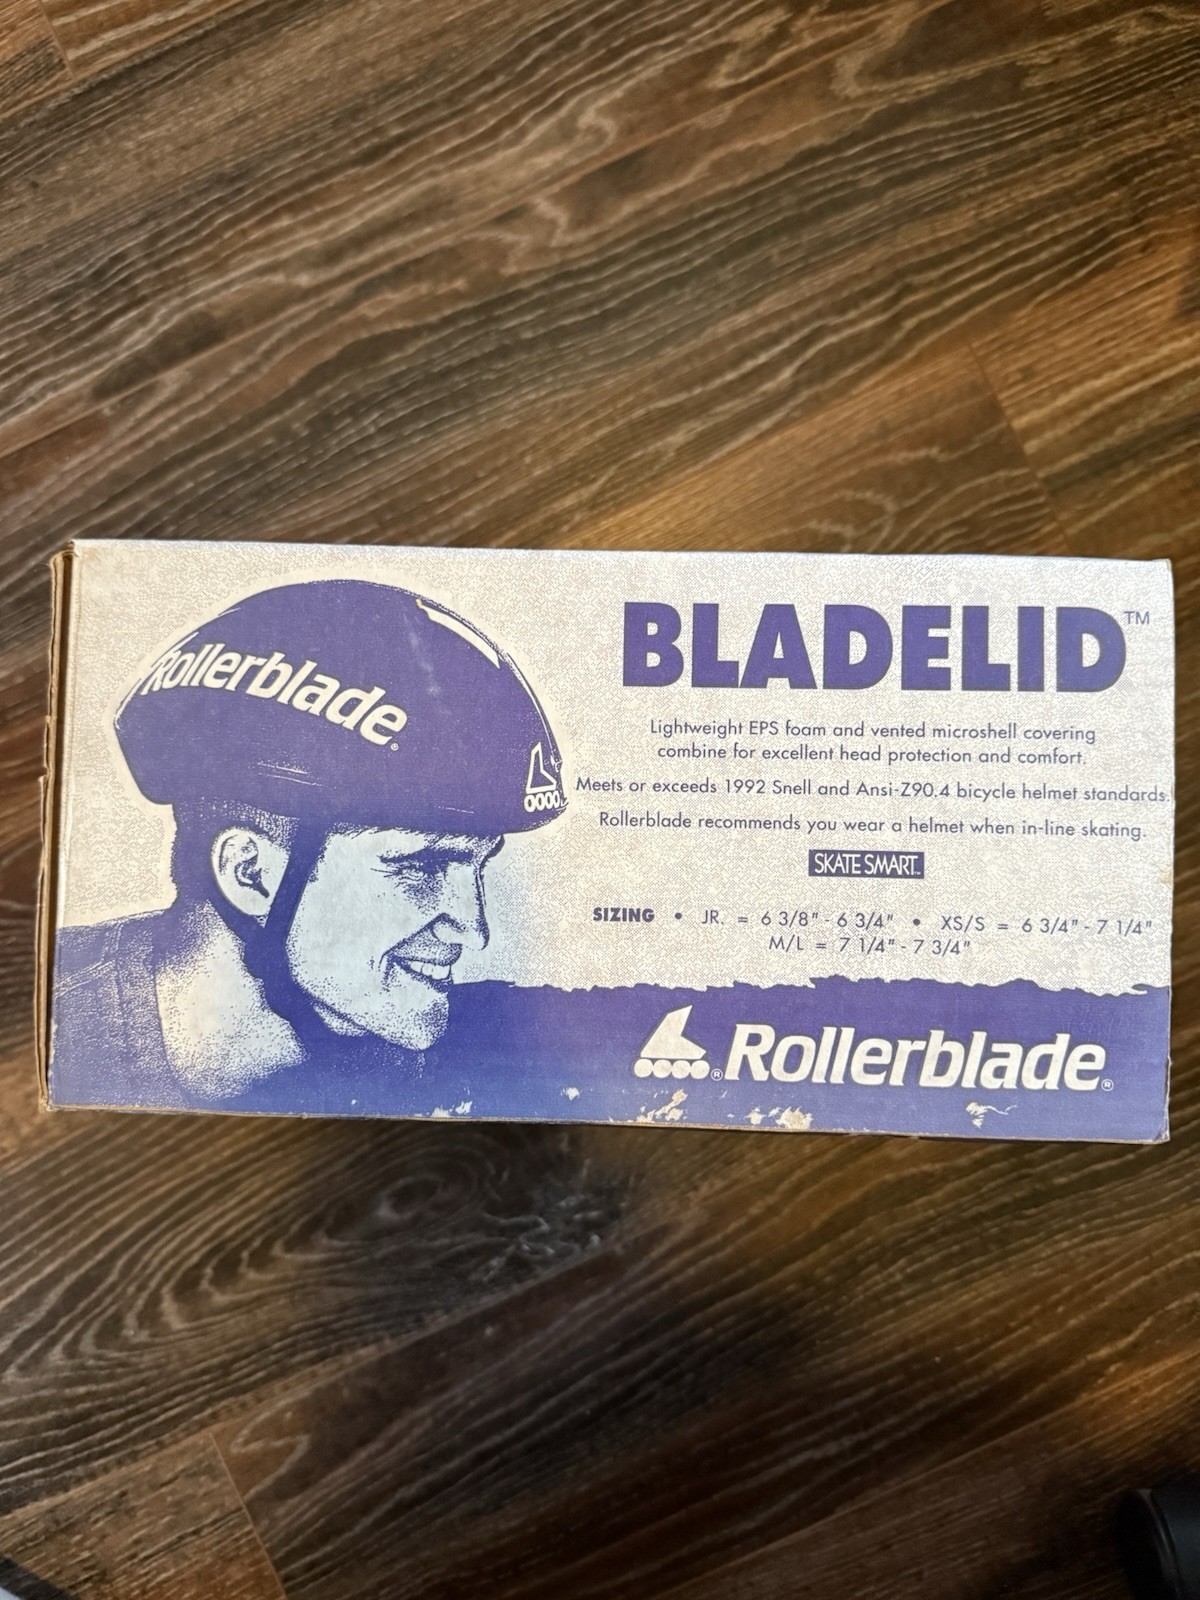 BLADELID™
Lightweight EPS foam and vented microshell covering
combine for excellent head protection and comfort.
Meets or exceeds 1992 Snell and Ansi-Z90.4 bicycle helmet standards.
Rollerblade recommends you wear a helmet when in-line skating.
SKATE SMART™
SIZING • JR. = 6 3/8" - 6 3/4" • XS/S = 6 3/4" - 7 1/4"
M/L = 7 1/4" - 7 3/4"
Rollerblade®
®Rollerblade®